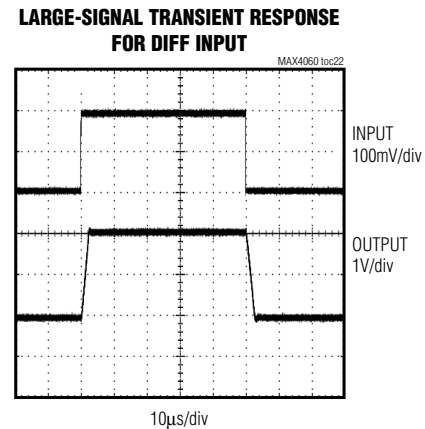 LARGE-SIGNAL TRANSIENT RESPONSE
FOR DIFF INPUT
MAX4060 toc22
INPUT
100mV/div
OUTPUT
1V/div
10µs/div